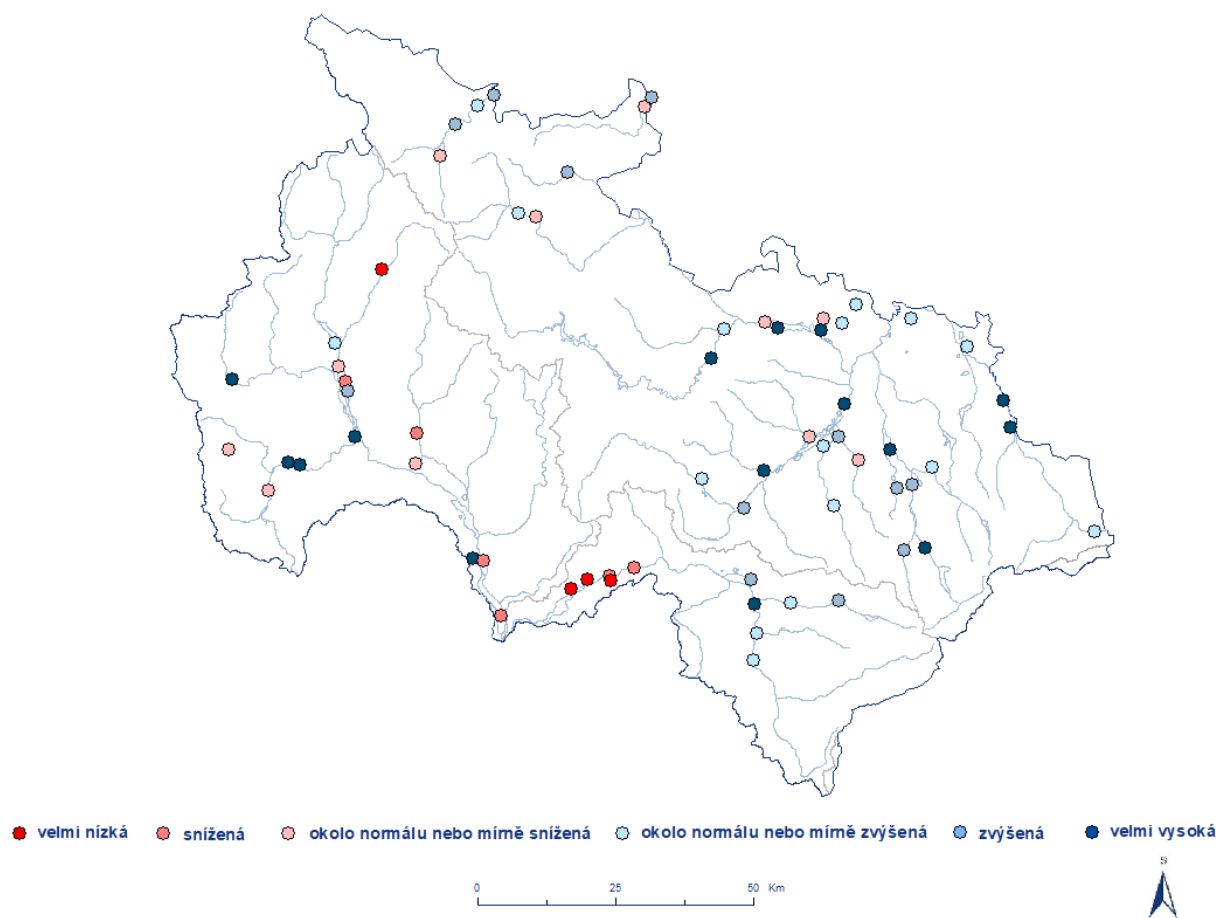 velmi nízká
snížená
okolo normálu nebo mírně snížená
okolo normálu nebo mírně zvýšená
zvýšená
velmi vysoká
0 25 50 Km
S